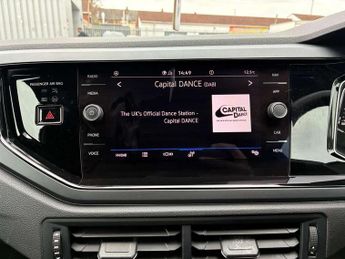 PASSENGER AIR BAG
RADIO
14:49
12.5°C
NAV
Capital DANCE (DAB)
MEDIA
APP
The UK's Official Dance Station -
Capital DANCE
CAPITAL
DANCE
PHONE
CAR
VOICE
MENU